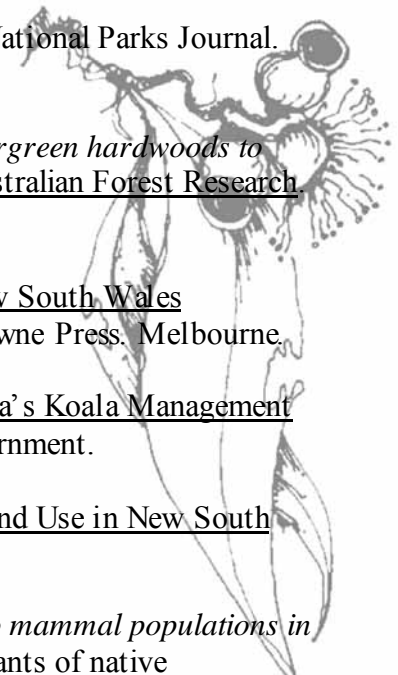 National Parks Journal.
rgreen hardwoods to
stralian Forest Research.
v South Wales
wne Press. Melbourne.
a's Koala Management
rnment.
nd Use in New South
o mammal populations in
ants of native